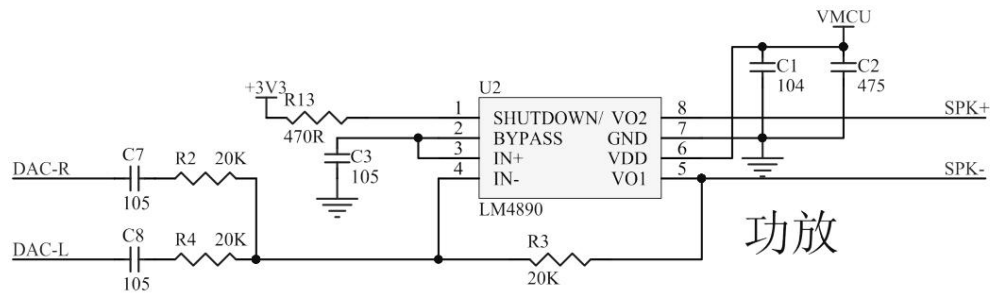 VMCU
U2
+3V3
R13
470R
1 SHUTDOWN/ VO2 8
2 BYPASS GND 7
3 IN+ VDD 6
4 IN- VO1 5
LM4890
C1
104
C2
475
SPK+
SPK-
C3
105
DAC-R
C7
105
R2 20K
DAC-L
C8
105
R4 20K
R3
20K
功放